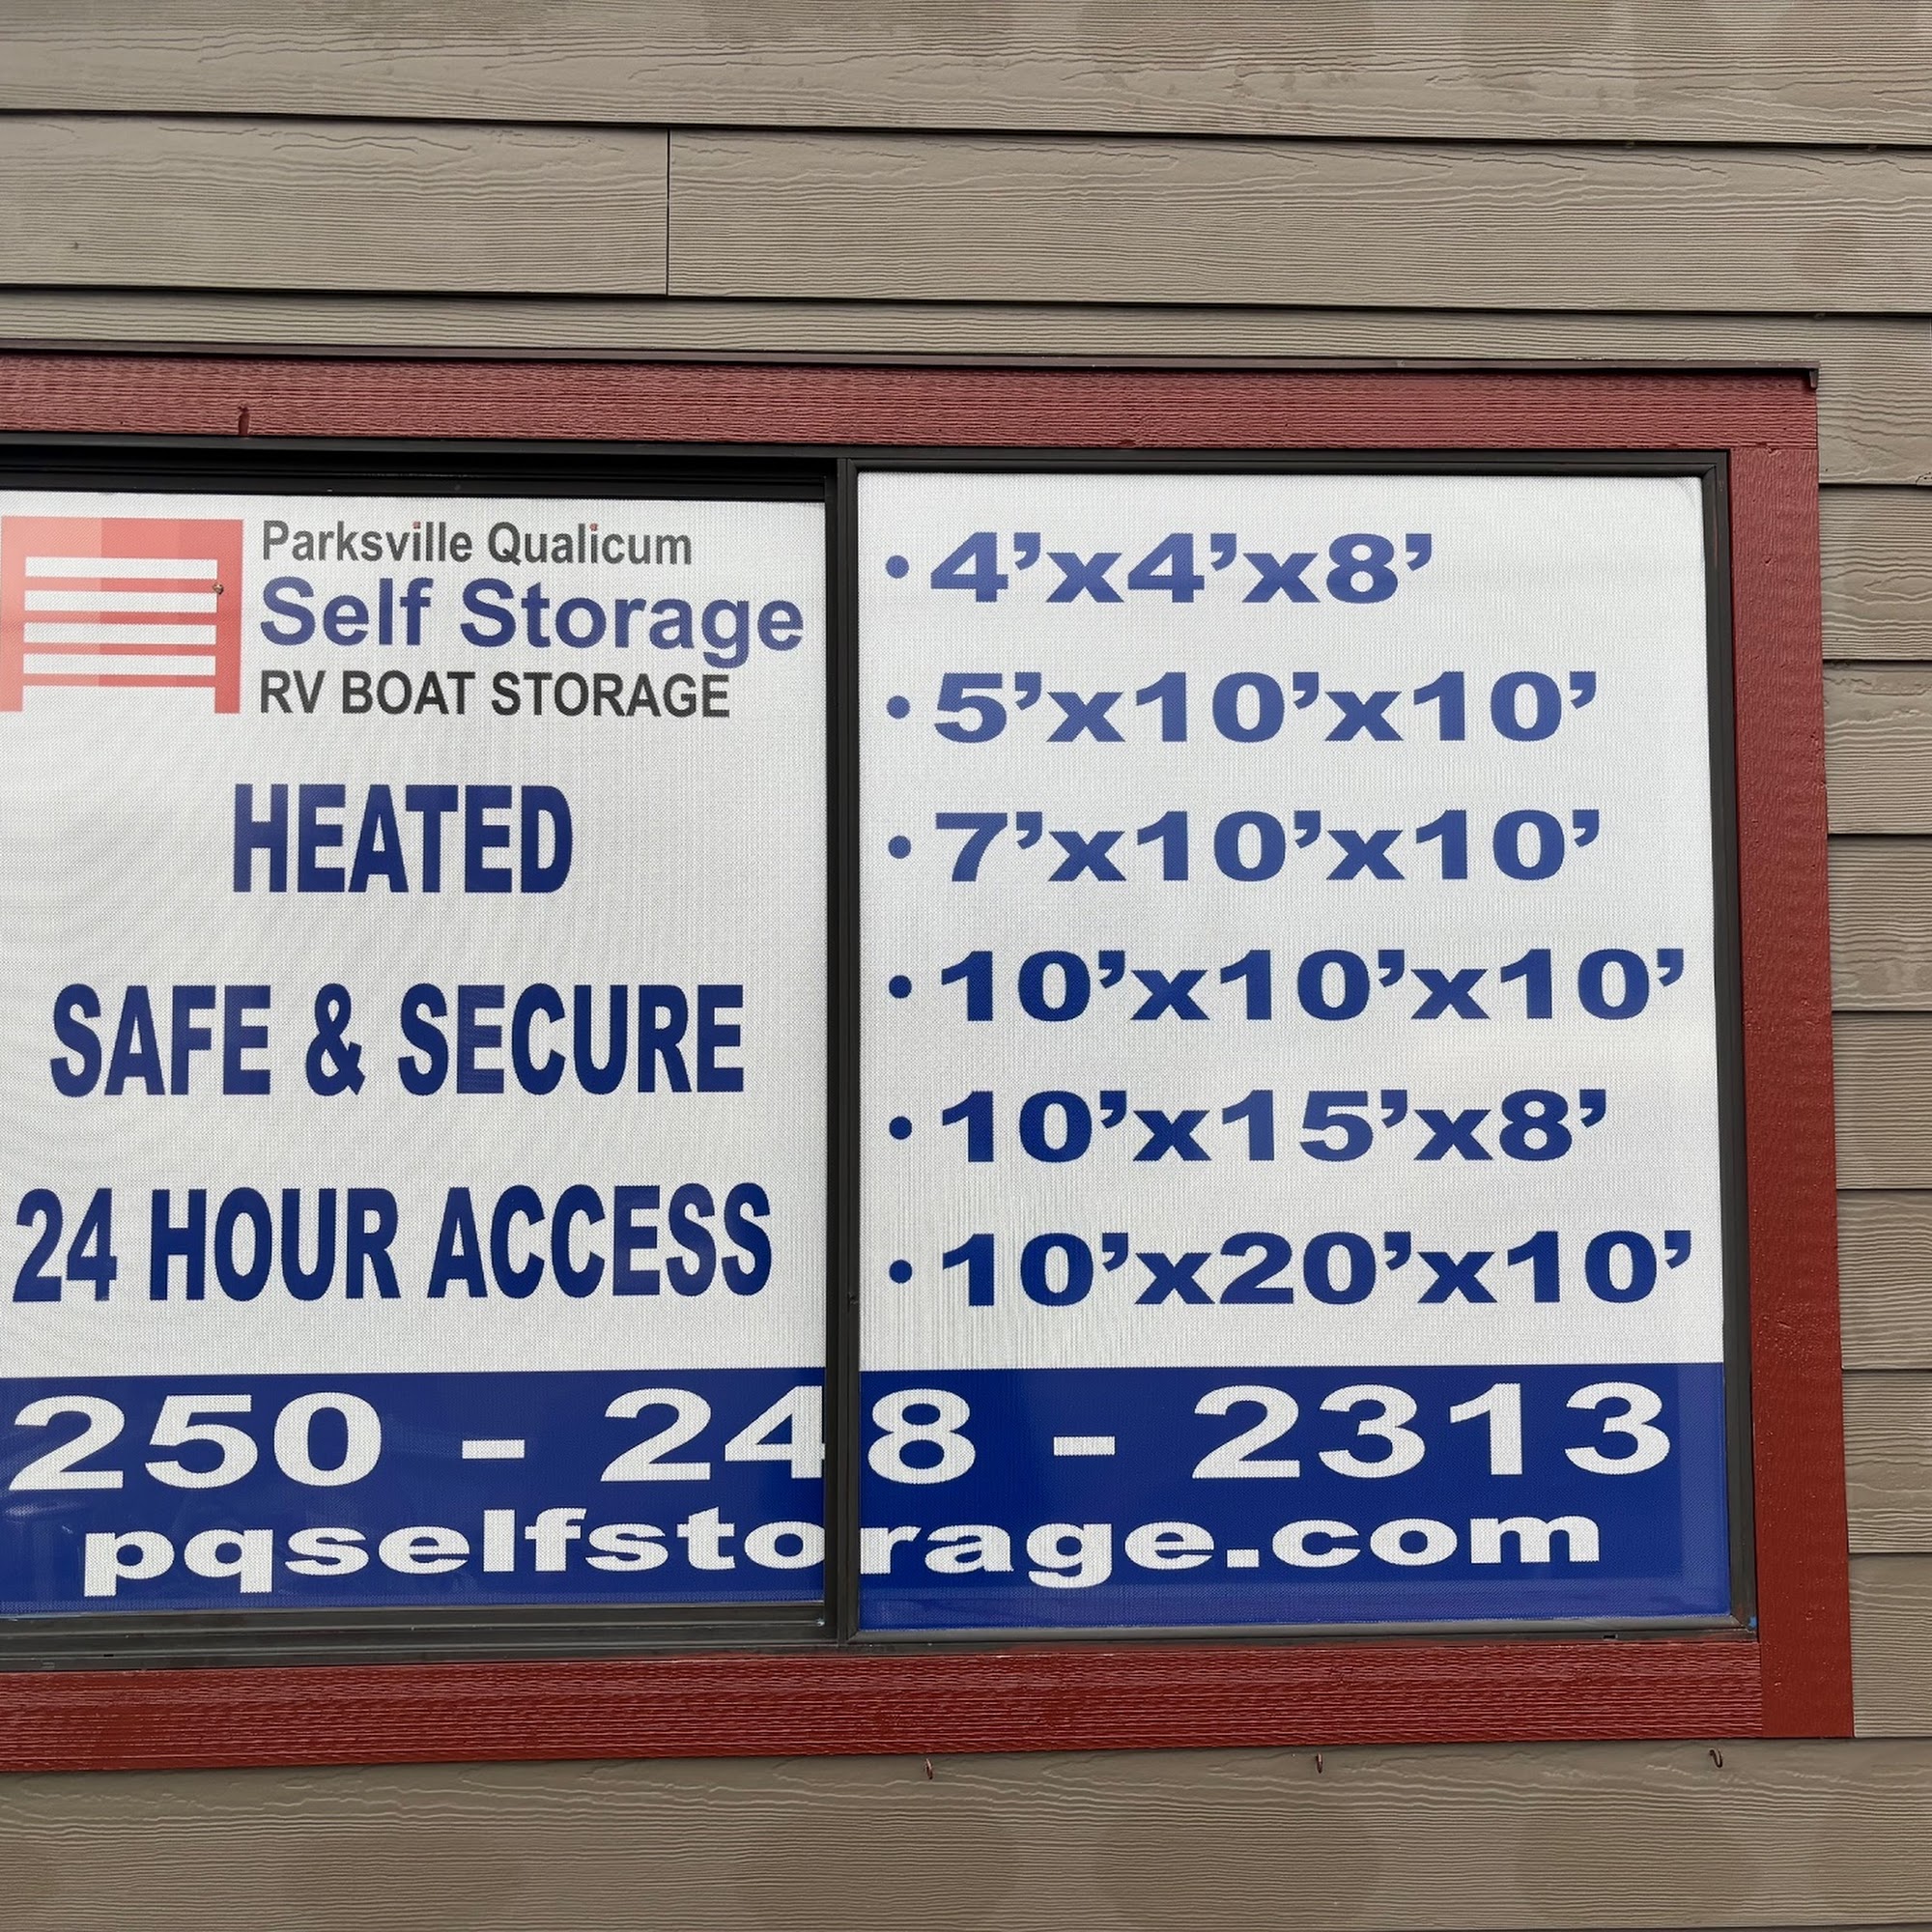 Parksville Qualicum
Self Storage
RV BOAT STORAGE
HEATED
SAFE & SECURE
24 HOUR ACCESS
• 4’x4’x8’
• 5’x10’x10’
• 7’x10’x10’
• 10’x10’x10’
• 10’x15’x8’
• 10’x20’x10’
250 - 248 - 2313
pqselfstorage.com